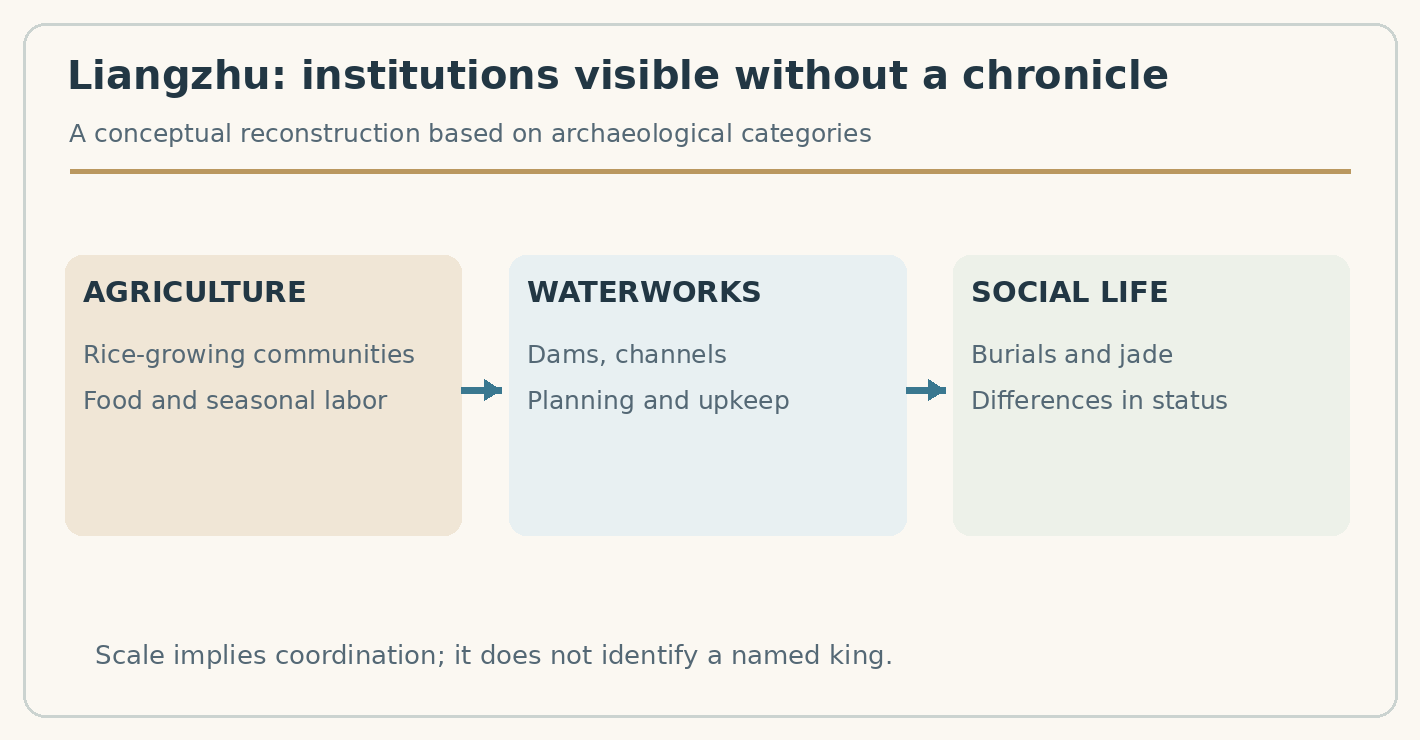 Liangzhu: institutions visible without a chronicle
A conceptual reconstruction based on archaeological categories
AGRICULTURE
Rice-growing communities
Food and seasonal labor
WATERWORKS
Dams, channels
Planning and upkeep
SOCIAL LIFE
Burials and jade
Differences in status
Scale implies coordination; it does not identify a named king.